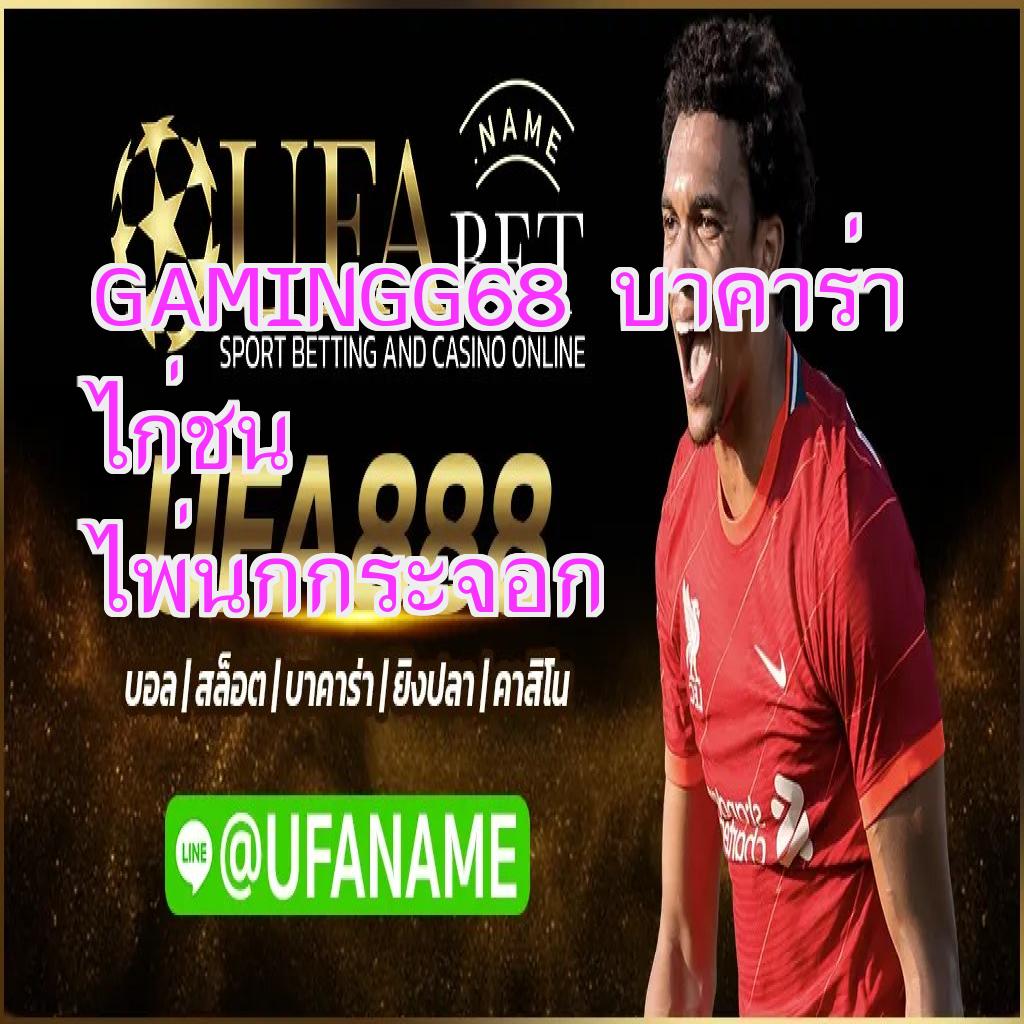 .NAME
UFA BET
GAMINGG68 บาคาร่า
SPORT BETTING AND CASINO ONLINE
ไก่ชน
UFA888
ไพ่นกกระจอก
บอล | สล็อต | บาคาร่า | ยิงปลา | คาสิโน
LINE @UFANAME